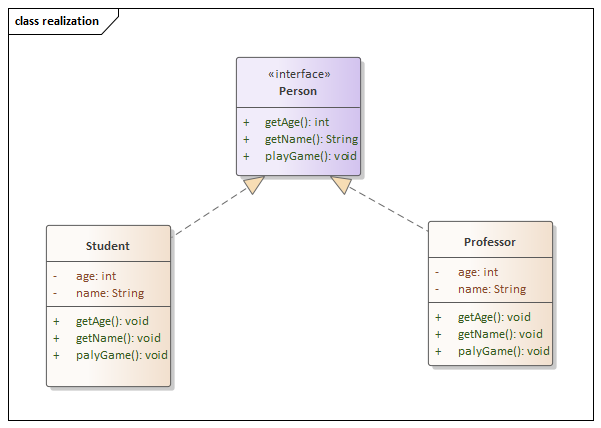 class realization
«interface»
Person
+ getAge(): int
+ getName(): String
+ playGame(): void
Student
- age: int
- name: String
+ getAge(): void
+ getName(): void
+ palyGame(): void
Professor
- age: int
- name: String
+ getAge(): void
+ getName(): void
+ palyGame(): void